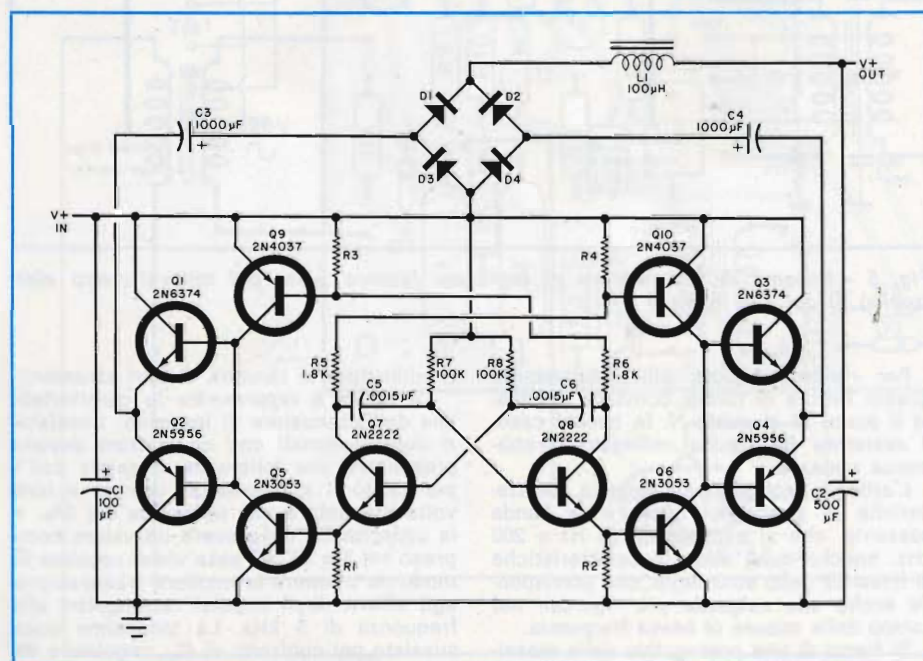 L1
100µH
V+
OUT
D1
D2
C3
1000µF
+
C4
1000µF
+
D3
D4
V+
IN
Q9
2N4037
Q10
2N4037
R3
R4
Q1
2N6374
Q3
2N6374
R5
1.8K
R7
100K
R8
100K
R6
1.8K
C5
.0015µF
C6
.0015µF
Q2
2N5956
Q7
2N2222
Q8
2N2222
Q4
2N5956
Q5
2N3053
Q6
2N3053
C1
100
µF
+
C2
500
µF
R1
R2